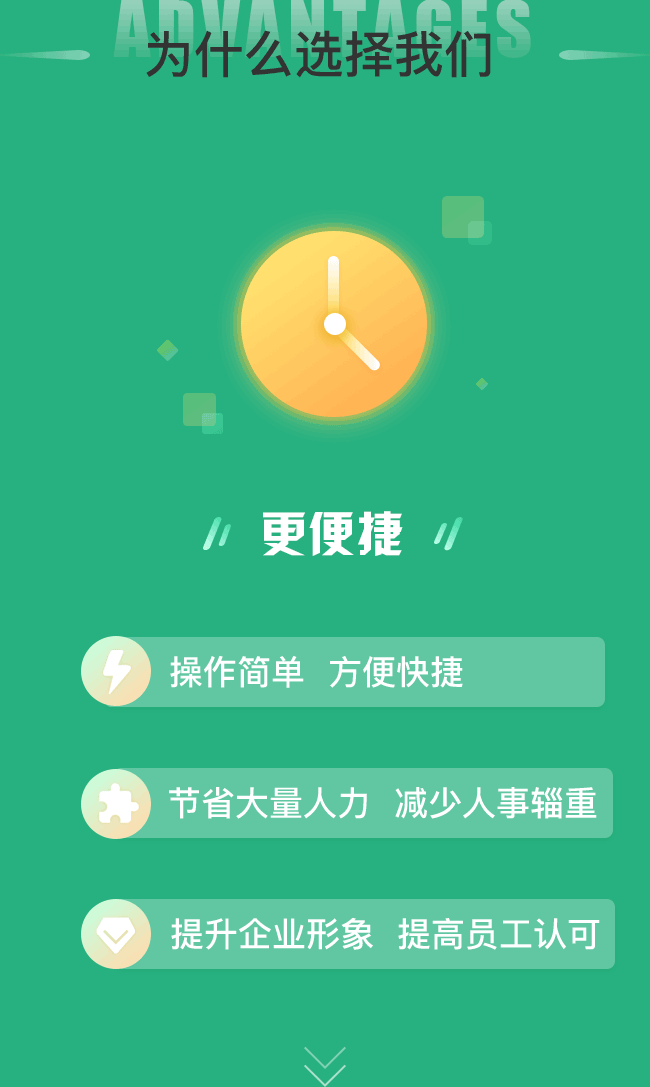 ADVANTAGES
为什么选择我们
更便捷
操作简单 方便快捷
节省大量人力 减少人事辎重
提升企业形象 提高员工认可